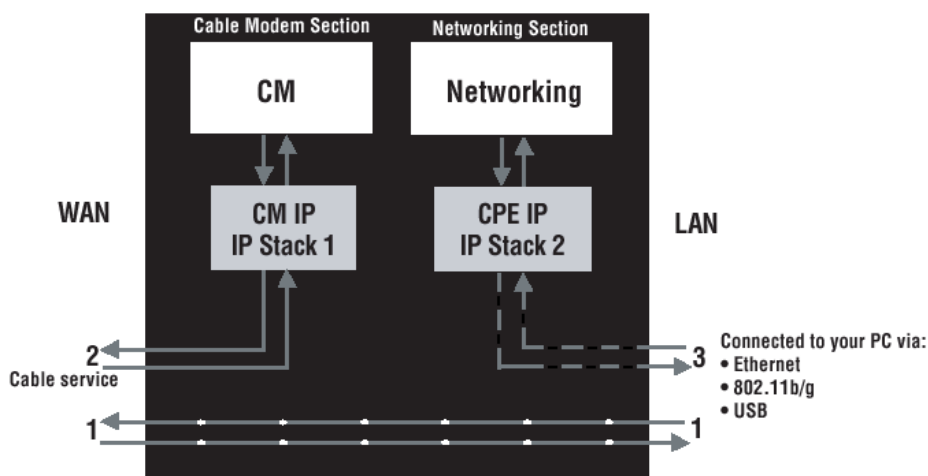 Cable Modem Section
Networking Section
CM
Networking
WAN
CM IP
IP Stack 1
CPE IP
IP Stack 2
LAN
2
Cable service
3
Connected to your PC via:
• Ethernet
• 802.11b/g
• USB
1
1